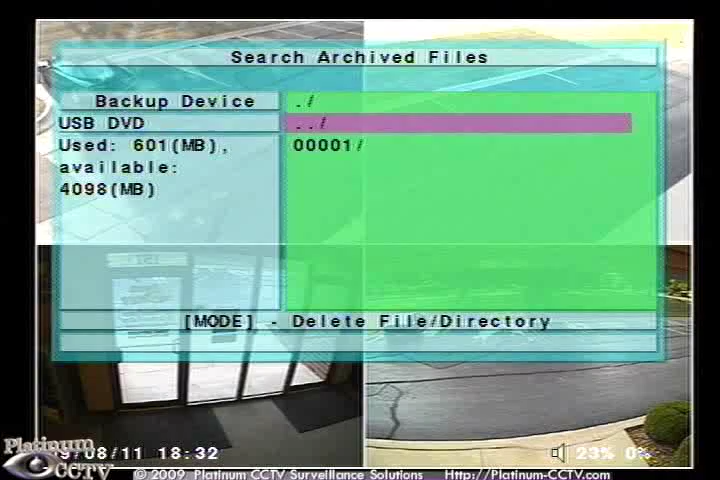 Search Archived Files
Backup Device
./
USB DVD
../
Used: 601(MB),
00001/
available:
4098(MB)
[MODE] - Delete File/Directory
9/08/11 18:32
23% 0%
Platinum
CCTV
© 2009 Platinum CCTV Surveillance Solutions Http://Platinum-CCTV.com